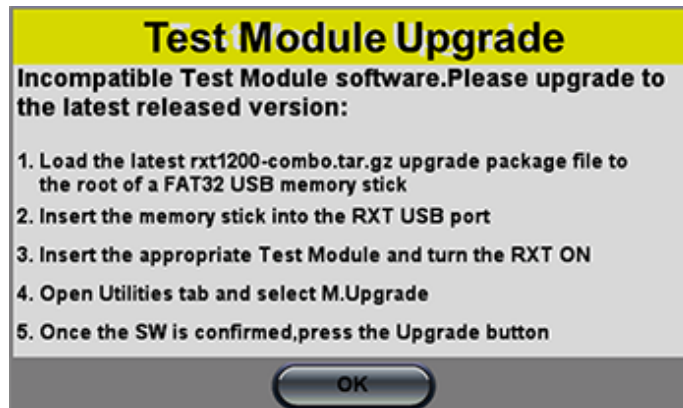 Test Module Upgrade
Incompatible Test Module software.Please upgrade to
the latest released version:
1. Load the latest rxt1200-combo.tar.gz upgrade package file to
the root of a FAT32 USB memory stick
2. Insert the memory stick into the RXT USB port
3. Insert the appropriate Test Module and turn the RXT ON
4. Open Utilities tab and select M.Upgrade
5. Once the SW is confirmed,press the Upgrade button
OK